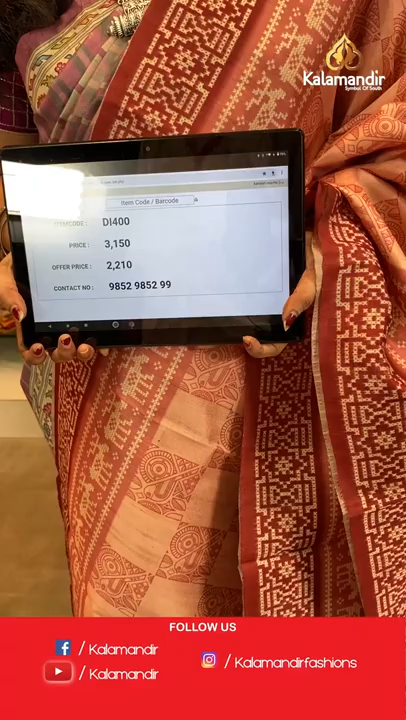 Kalamandir
Symbol Of South
Item Code / Barcode
ITEMCODE : DI400
PRICE : 3,150
OFFER PRICE : 2,210
CONTACT NO : 9852 9852 99
FOLLOW US
/ Kalamandir
/ Kalamandirfashions
/ Kalamandir